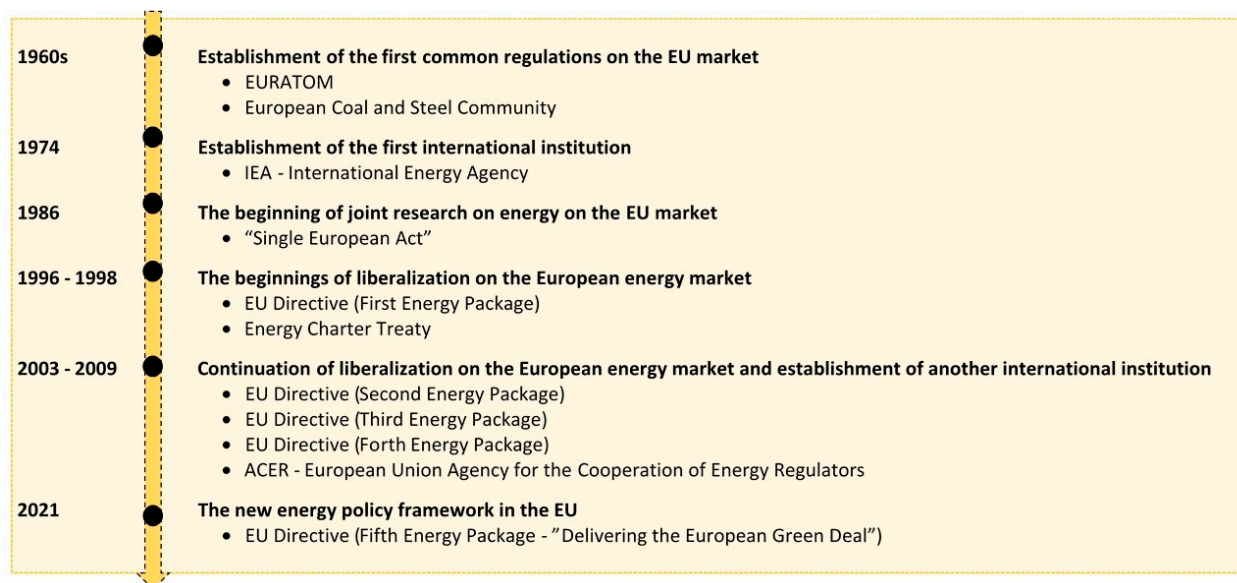 1960s
Establishment of the first common regulations on the EU market
• EURATOM
• European Coal and Steel Community
1974
Establishment of the first international institution
• IEA - International Energy Agency
1986
The beginning of joint research on energy on the EU market
• “Single European Act”
1996 - 1998
The beginnings of liberalization on the European energy market
• EU Directive (First Energy Package)
• Energy Charter Treaty
2003 - 2009
Continuation of liberalization on the European energy market and establishment of another international institution
• EU Directive (Second Energy Package)
• EU Directive (Third Energy Package)
• EU Directive (Forth Energy Package)
• ACER - European Union Agency for the Cooperation of Energy Regulators
2021
The new energy policy framework in the EU
• EU Directive (Fifth Energy Package - ”Delivering the European Green Deal”)